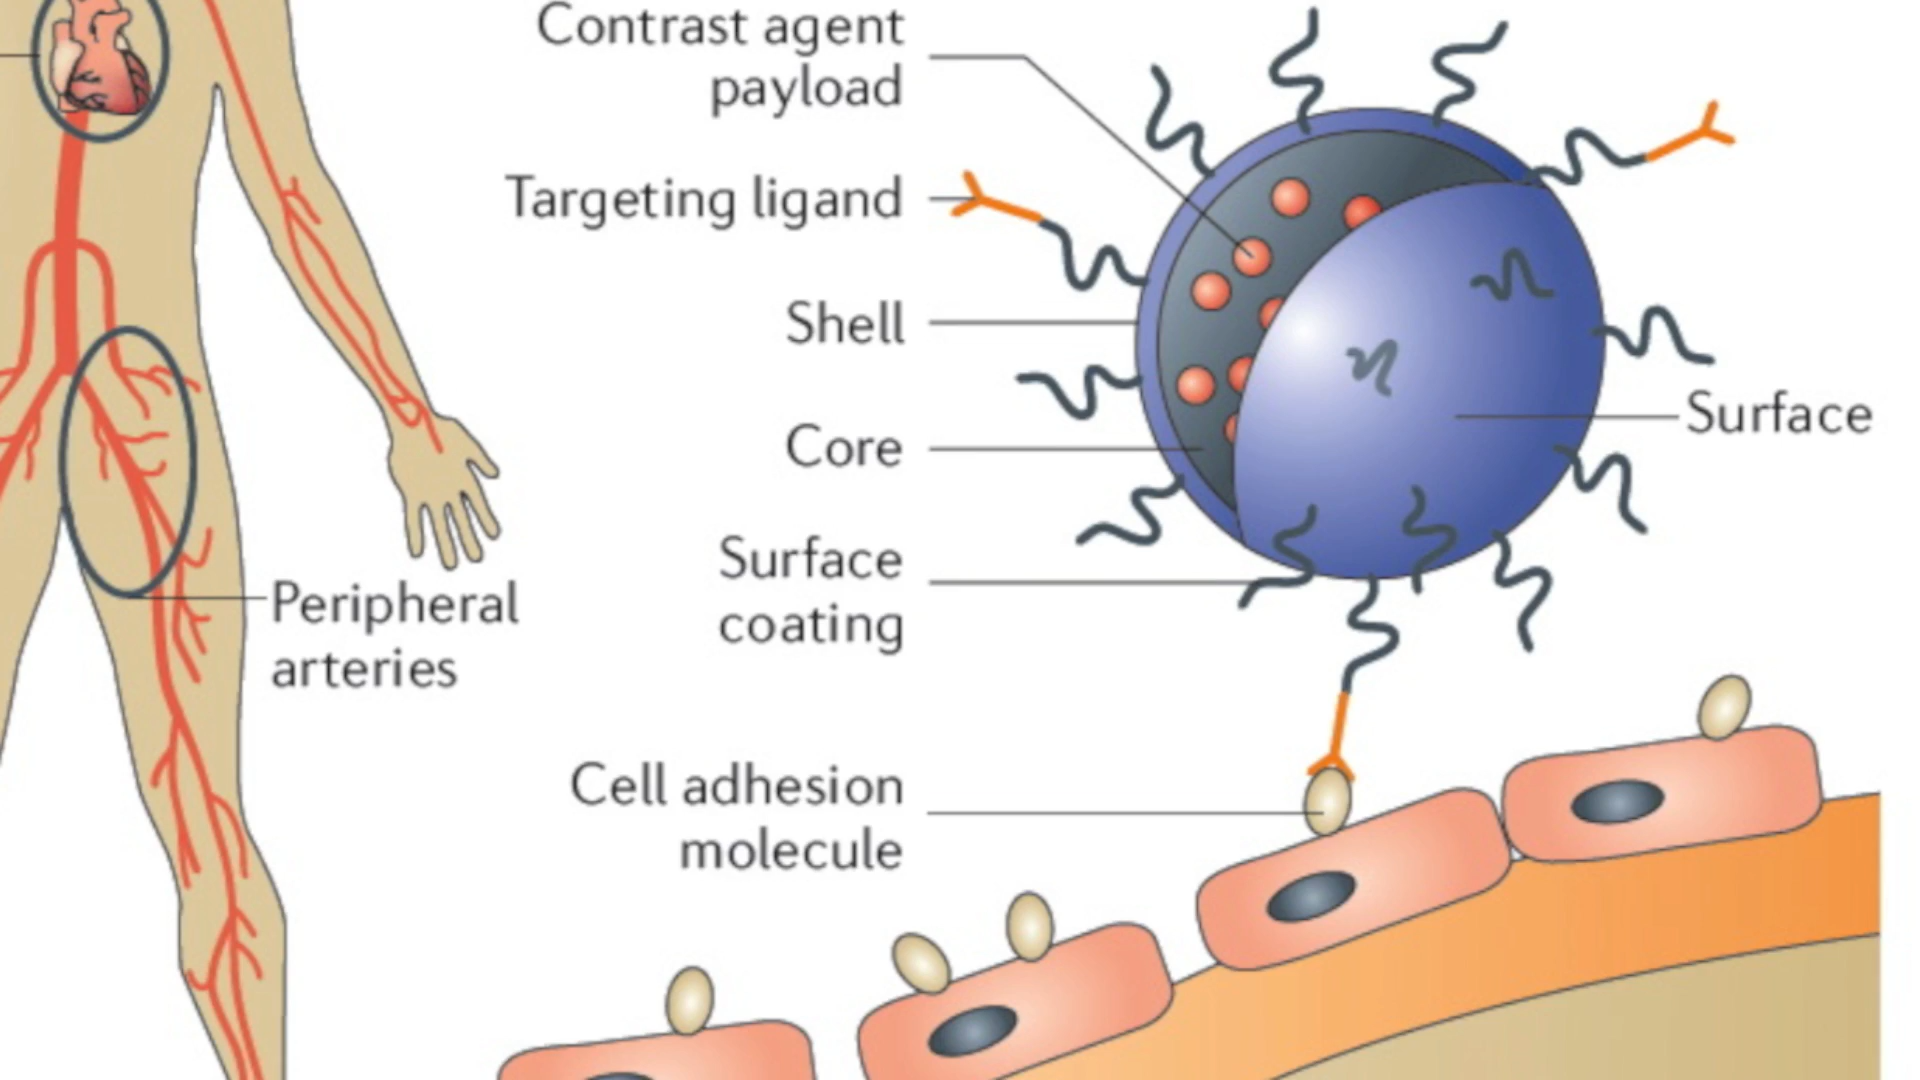 Contrast agent
payload
Targeting ligand
Shell
Core
Surface
Surface
coating
Peripheral
arteries
Cell adhesion
molecule